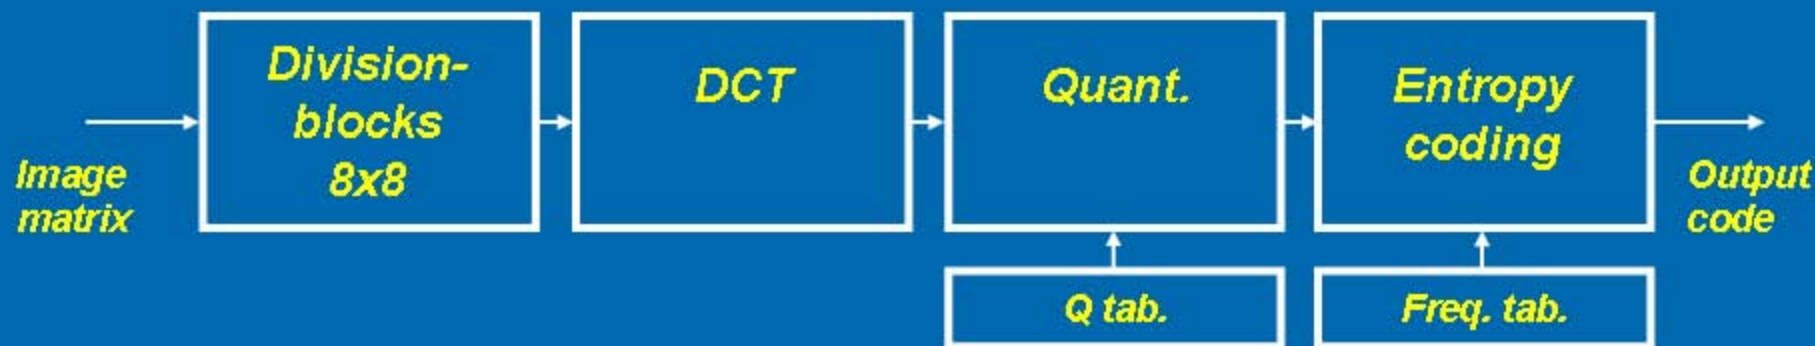 Image
matrix
Division-
blocks
8x8
DCT
Quant.
Entropy
coding
Output
code
Q tab.
Freq. tab.